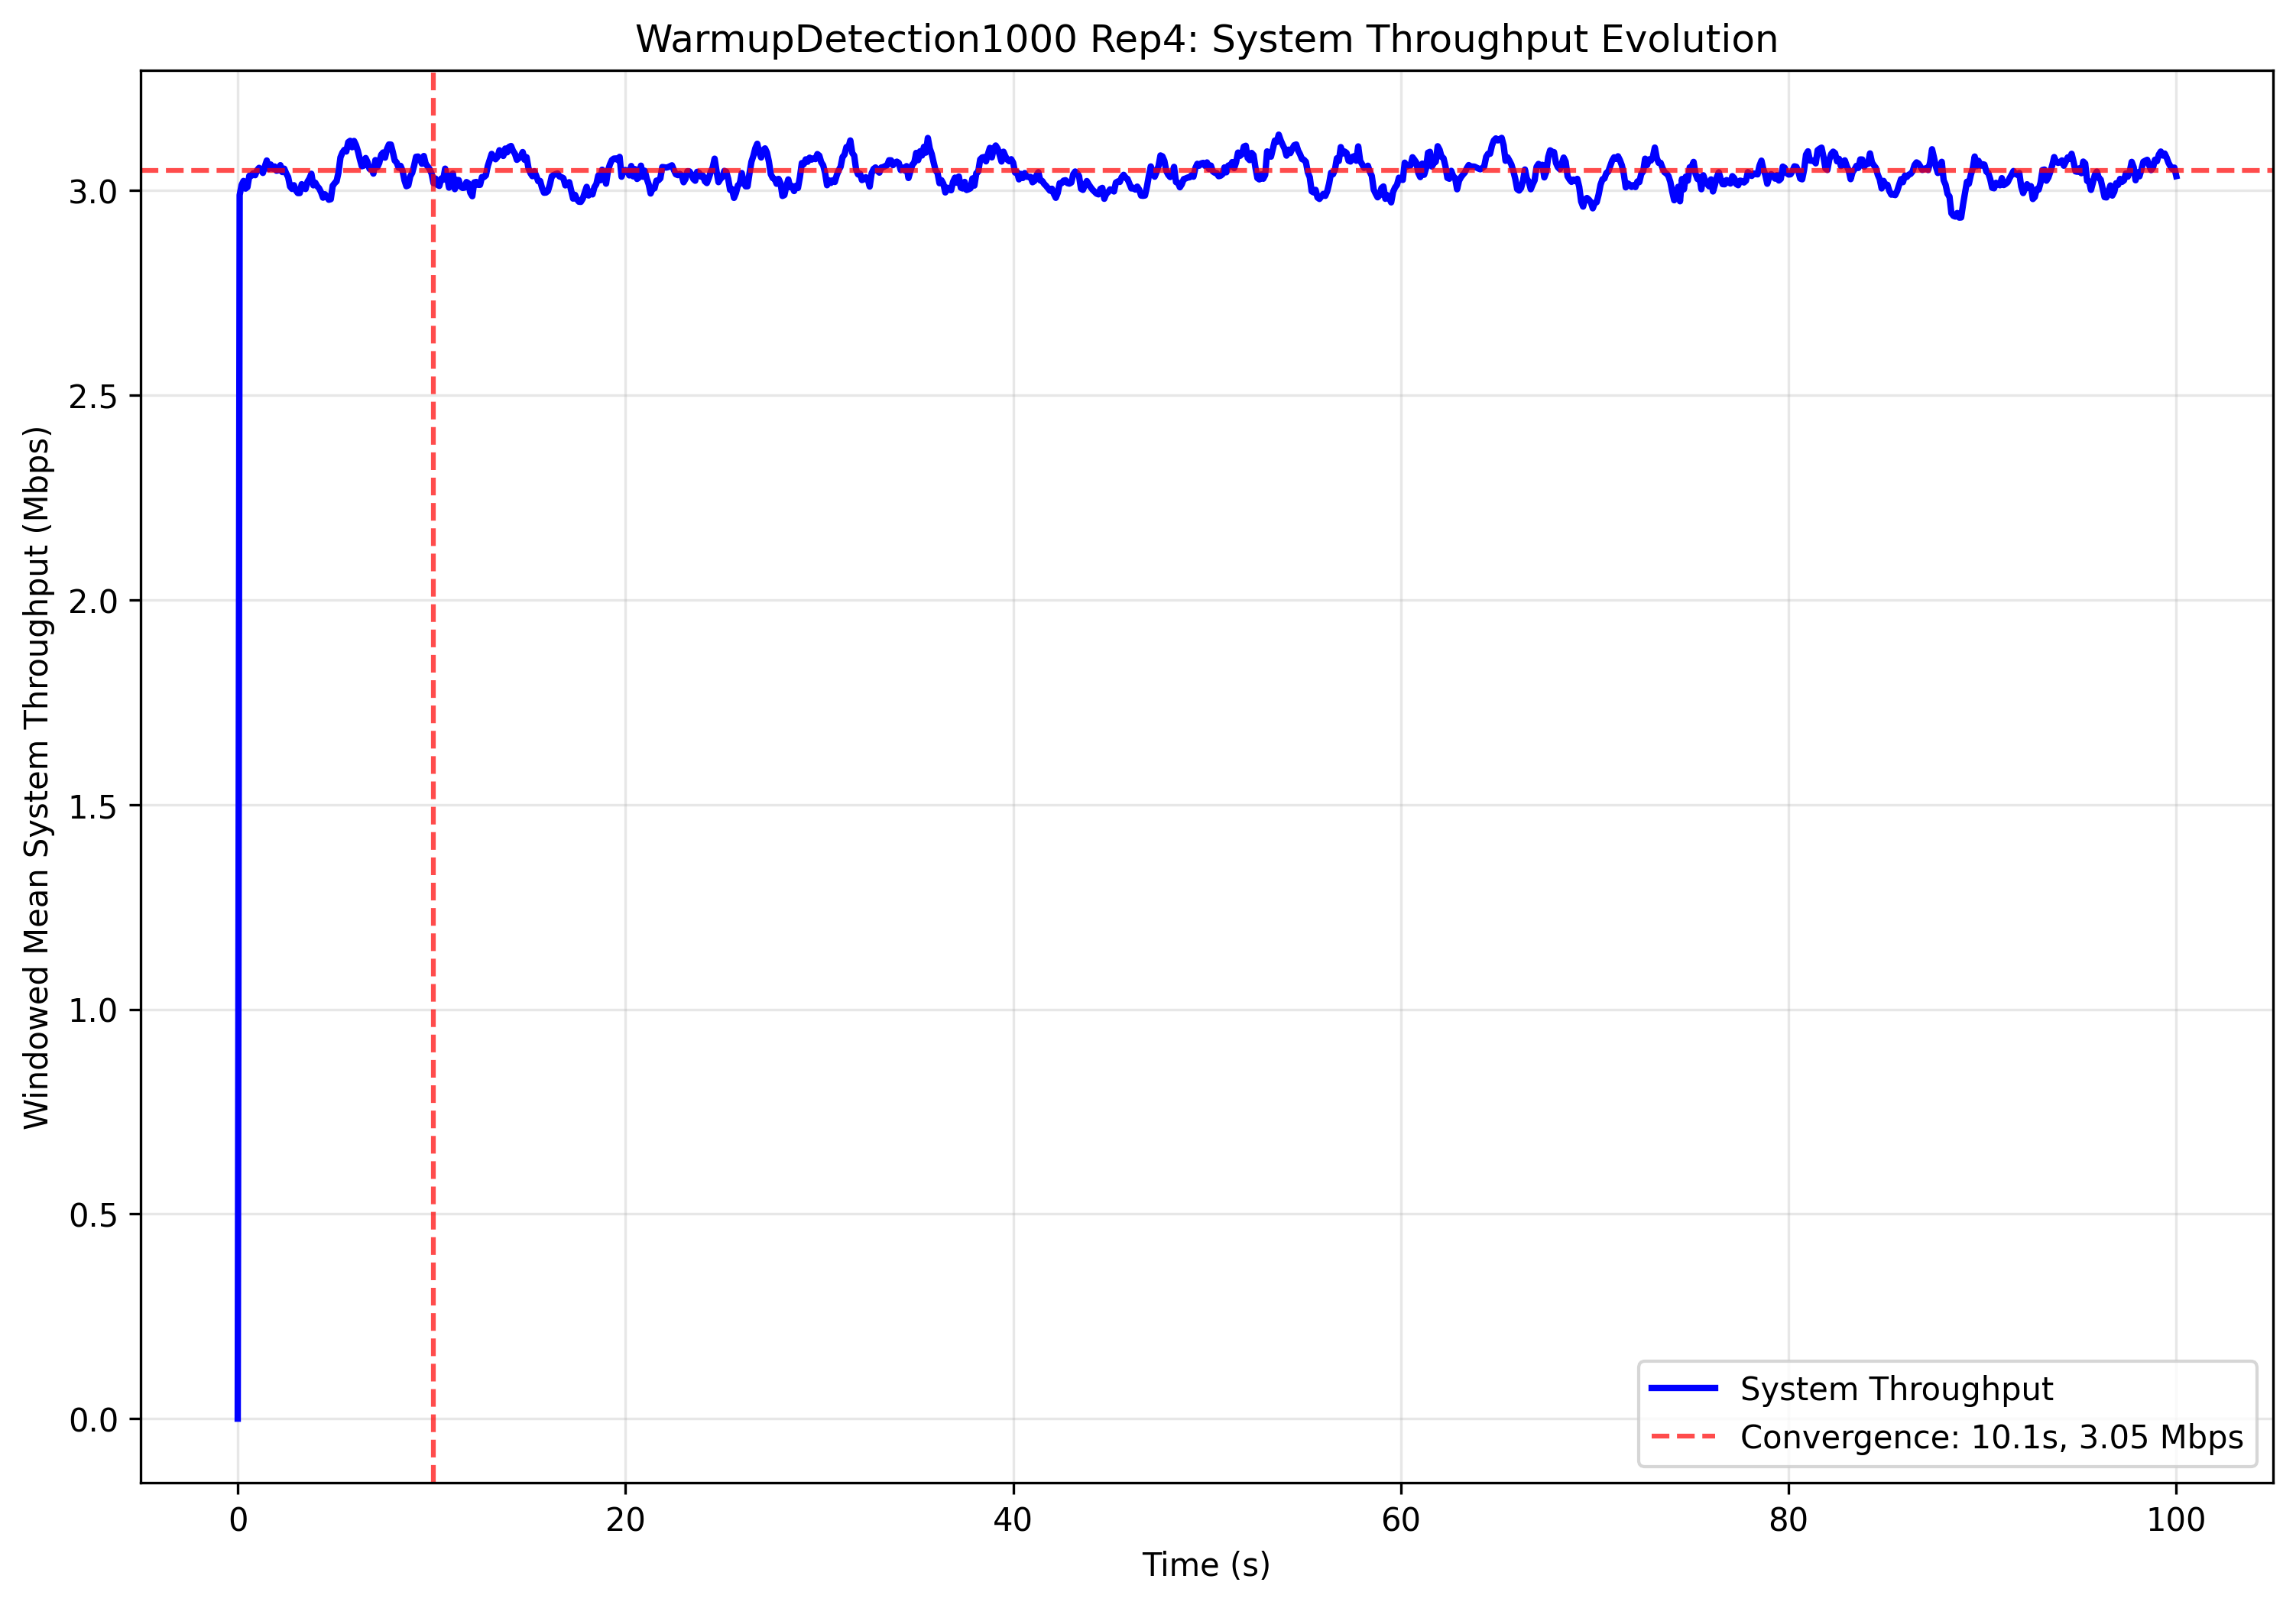 WarmupDetection1000 Rep4: System Throughput Evolution
Windowed Mean System Throughput (Mbps)
3.0
2.5
2.0
1.5
1.0
0.5
0.0
System Throughput
Convergence: 10.1s, 3.05 Mbps
0 20 40 60 80 100
Time (s)